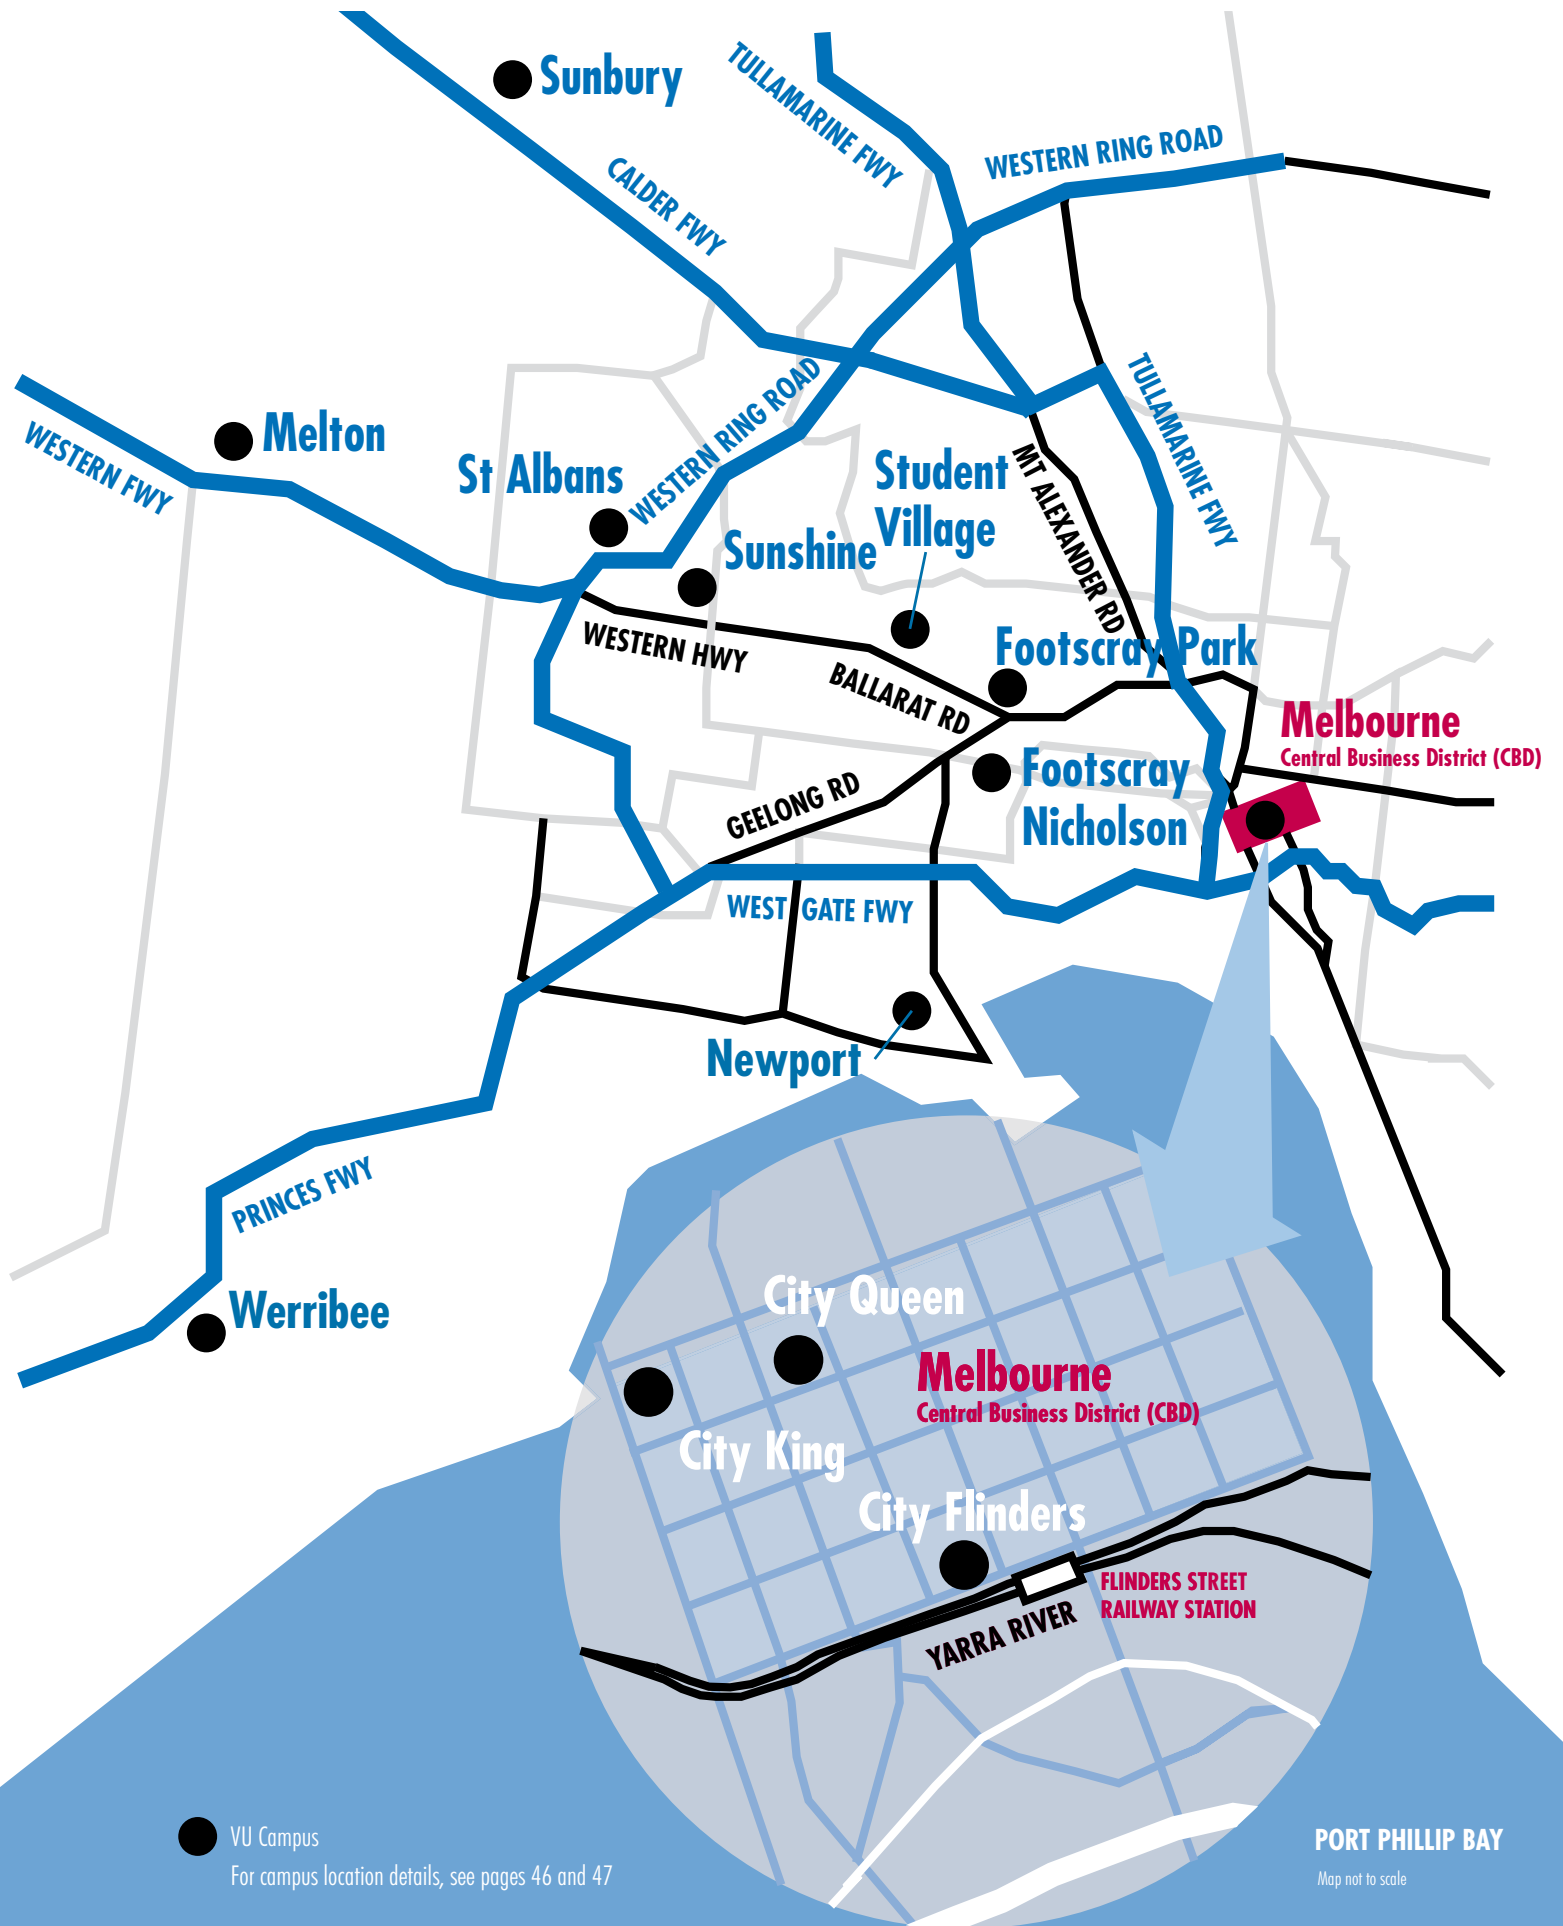 Sunbury
TULLAMARINE FWY
WESTERN RING ROAD
CALDER FWY
Melton
WESTERN FWY
St Albans
WESTERN RING ROAD
TULLAMARINE FWY
Student
Village
MT ALEXANDER RD
Sunshine
WESTERN HWY
BALLARAT RD
Footscray Park
Melbourne
Central Business District (CBD)
Footscray
Nicholson
GEELONG RD
WEST GATE FWY
Newport
PRINCES FWY
Werribee
City Queen
Melbourne
Central Business District (CBD)
City King
City Flinders
FLINDERS STREET
RAILWAY STATION
YARRA RIVER
VU Campus
For campus location details, see pages 46 and 47
PORT PHILLIP BAY
Map not to scale